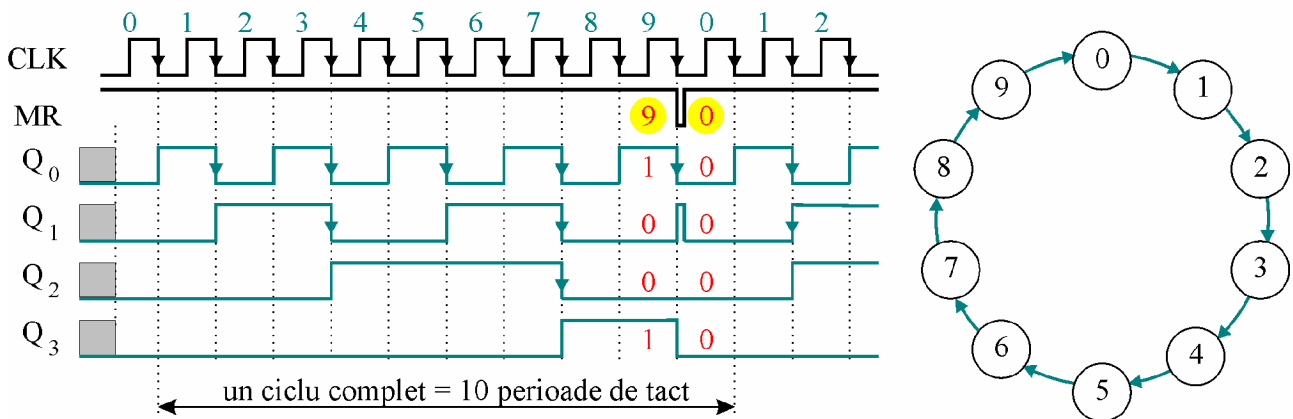 0 1 2 3 4 5 6 7 8 9 0 1 2
CLK
MR 9 0
Q0 1 0
Q1 0 0
Q2 0 0
Q3 1 0
un ciclu complet = 10 perioade de tact
0
1
2
3
4
5
6
7
8
9